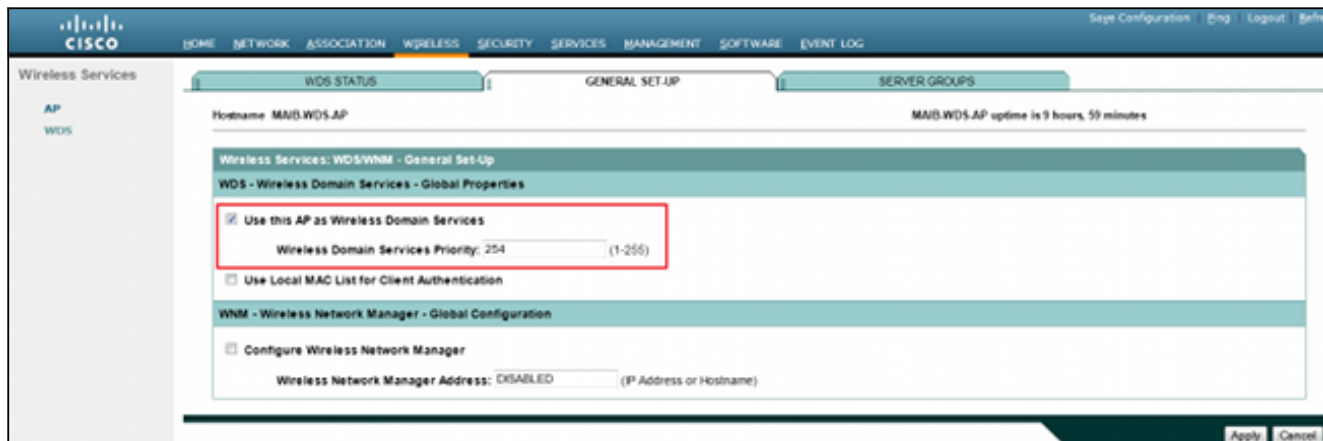 Save Configuration | Ping | Logout | Refre
CISCO
HOME NETWORK ASSOCIATION WIRELESS SECURITY SERVICES MANAGEMENT SOFTWARE EVENT LOG
Wireless Services
AP
WDS
WDS STATUS GENERAL SET-UP SERVER GROUPS
Hostname MAIB-WDS-AP MAIB-WDS-AP uptime is 9 hours, 59 minutes
Wireless Services: WDS/WNM - General Set-Up
WDS - Wireless Domain Services - Global Properties
Use this AP as Wireless Domain Services
Wireless Domain Services Priority: 254 (1-255)
Use Local MAC List for Client Authentication
WNM - Wireless Network Manager - Global Configuration
Configure Wireless Network Manager
Wireless Network Manager Address: DISABLED (IP Address or Hostname)
Apply Cancel